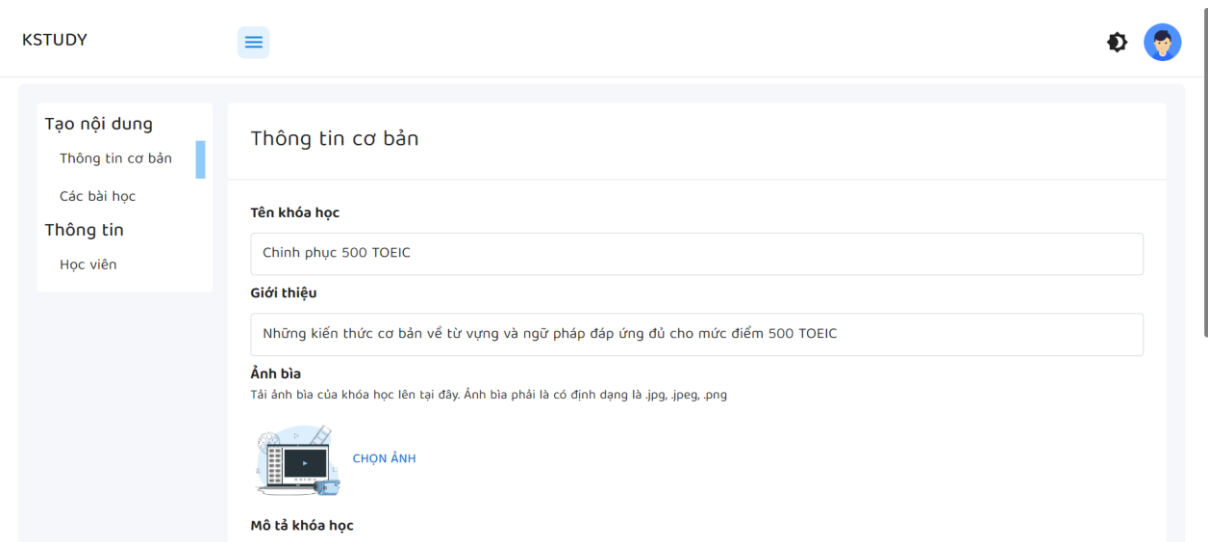 KSTUDY
Tạo nội dung
Thông tin cơ bản
Các bài học
Thông tin
Học viên
Thông tin cơ bản
Tên khóa học
Chinh phục 500 TOEIC
Giới thiệu
Những kiến thức cơ bản về từ vựng và ngữ pháp đáp ứng đủ cho mức điểm 500 TOEIC
Ảnh bìa
Tải ảnh bìa của khóa học lên tại đây. Ảnh bìa phải là có định dạng là .jpg, .jpeg, .png
CHỌN ẢNH
Mô tả khóa học